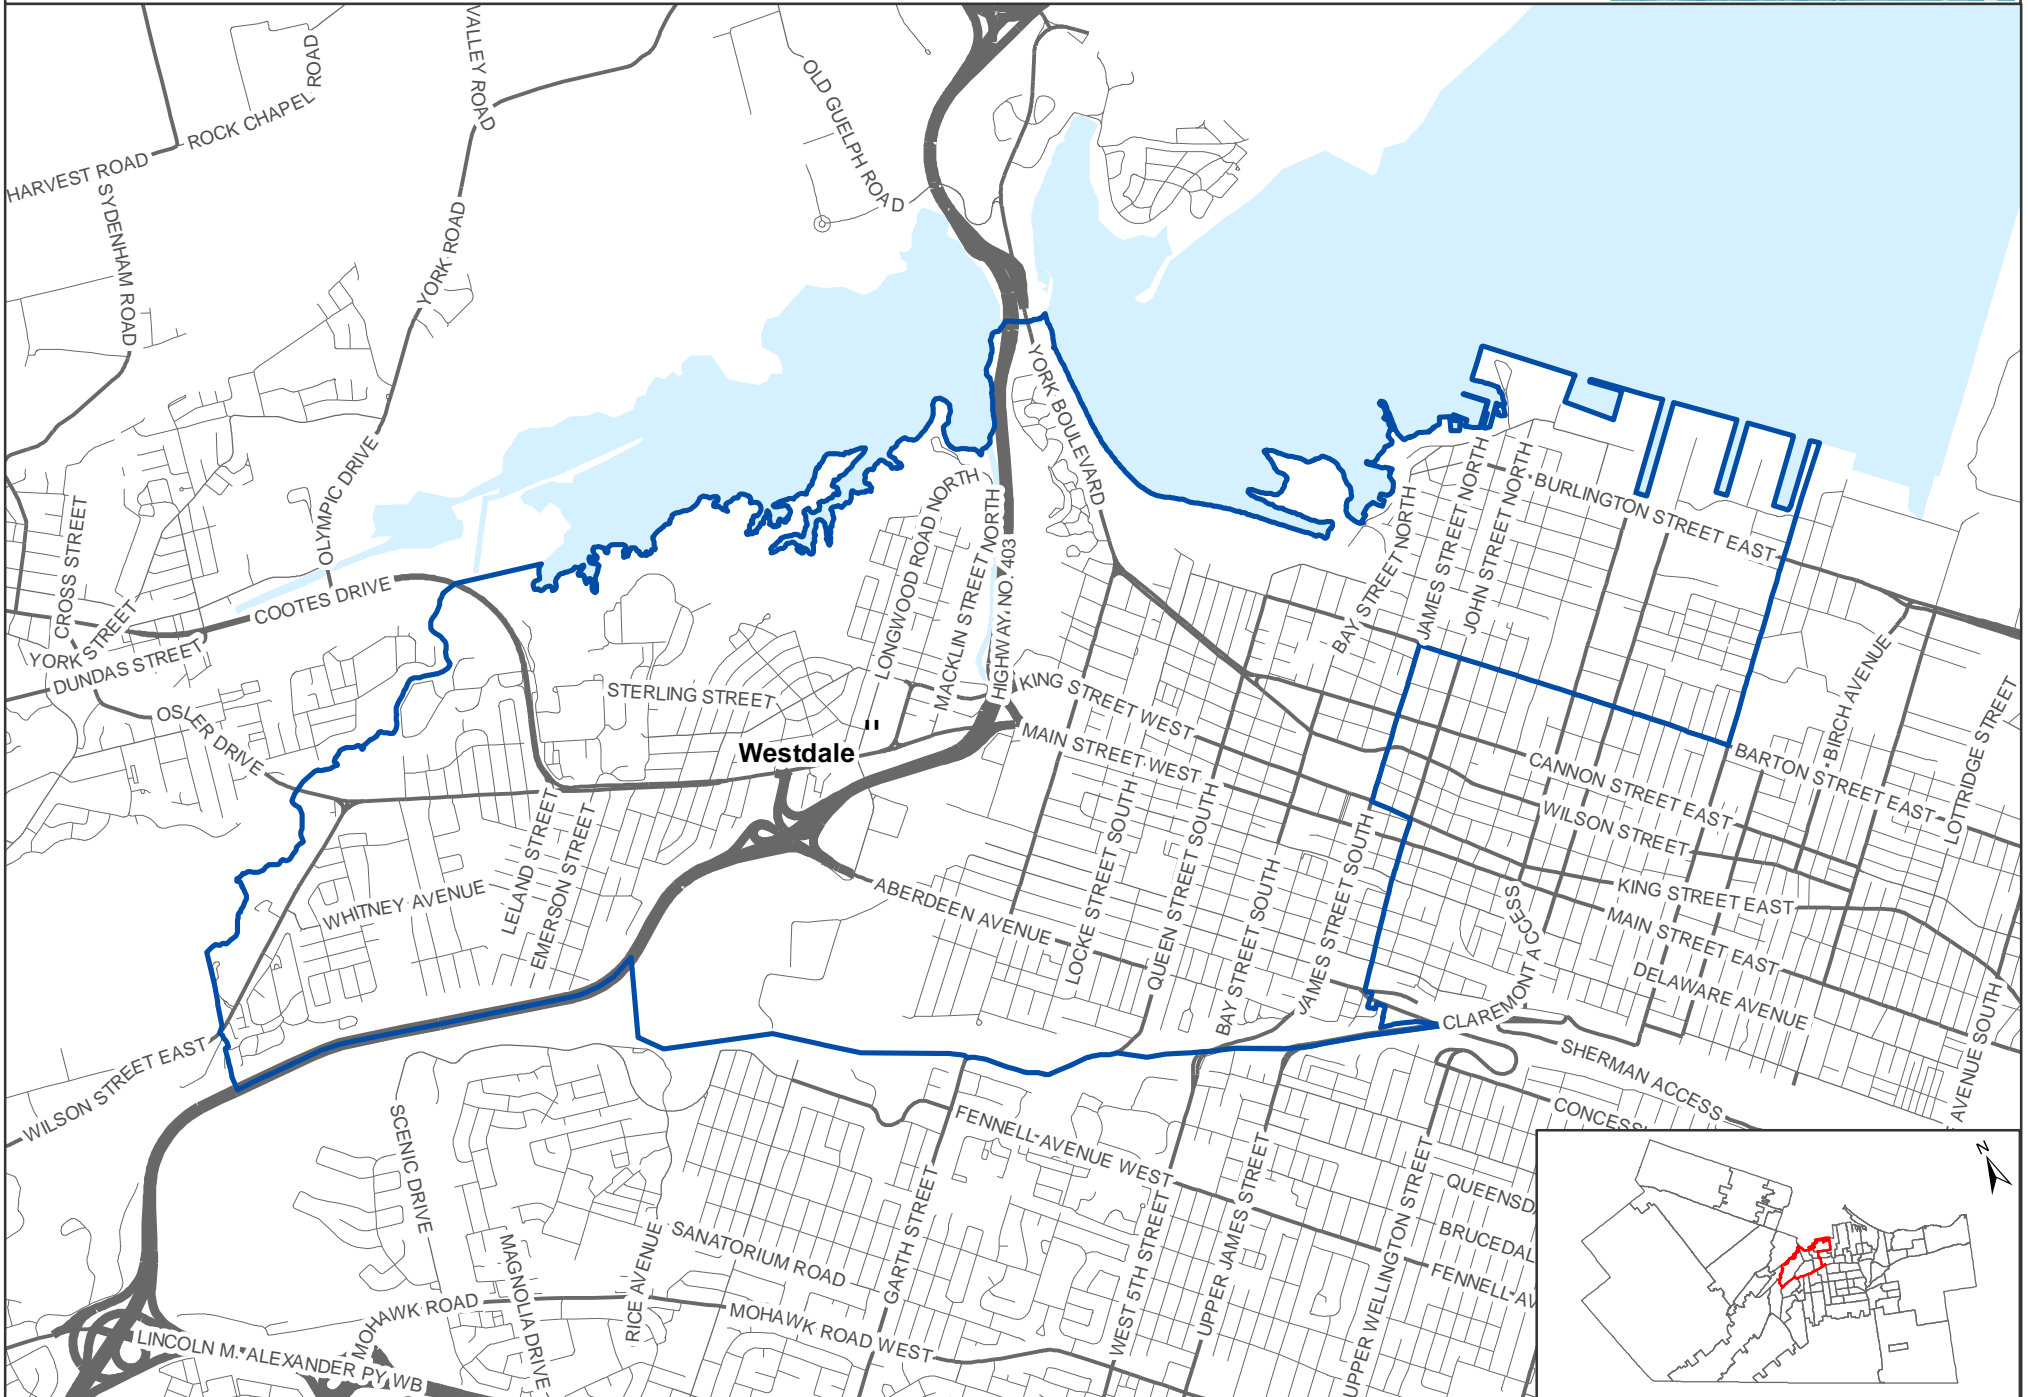 VALLEY ROAD
ROCK CHAPEL ROAD
OLD GUELPH ROAD
HARVEST ROAD
SYDENHAM ROAD
YORK ROAD
YORK BOULEVARD
OLYMPIC DRIVE
CROSS STREET
COOTES DRIVE
YORK STREET
DUNDAS STREET
OSLER DRIVE
LONGWOOD ROAD NORTH
MACKLIN STREET NORTH
HIGHWAY NO. 403
BAY STREET NORTH
JAMES STREET NORTH
JOHN STREET NORTH
BURLINGTON STREET EAST
STERLING STREET
Westdale
KING STREET WEST
MAIN STREET WEST
BIRCH AVENUE
LOTTRIDGE STREET
CANNON STREET EAST
BARTON STREET EAST
WILSON STREET
KING STREET EAST
MAIN STREET EAST
DELAWARE AVENUE
LELAND STREET
EMERSON STREET
WHITNEY AVENUE
ABERDEEN AVENUE
LOCKE STREET SOUTH
QUEEN STREET SOUTH
BAY STREET SOUTH
JAMES STREET SOUTH
CLAREMONT ACCESS
SHERMAN ACCESS
AVENUE SOUTH
CONCESS
WILSON STREET EAST
SCENIC DRIVE
FENNELL AVENUE WEST
QUEENSD
BRUCEDAL
FENNELL AV
SANATORIUM ROAD
GARTH STREET
WEST 5TH STREET
UPPER JAMES STREET
UPPER WELLINGTON STREET
MAGNOLIA DRIVE
RICE AVENUE
MOHAWK ROAD
MOHAWK ROAD WEST
LINCOLN M. ALEXANDER PY WB
N